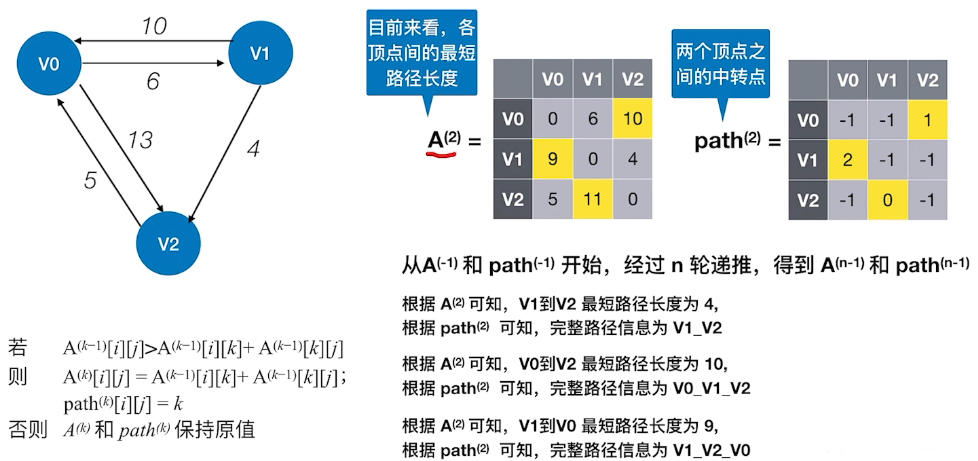 10
V0
V1
6
13
4
5
V2
目前来看，各
顶点间的最短
路径长度
A(2) =
V0 V1 V2
V0 0 6 10
V1 9 0 4
V2 5 11 0
两个顶点之
间的中转点
path(2) =
V0 V1 V2
V0 -1 -1 1
V1 2 -1 -1
V2 -1 0 -1
从A(-1) 和 path(-1) 开始，经过 n 轮递推，得到 A(n-1) 和 path(n-1)
根据 A(2) 可知，V1到V2 最短路径长度为 4,
根据 path(2) 可知，完整路径信息为 V1_V2
根据 A(2) 可知，V0到V2 最短路径长度为 10,
根据 path(2) 可知，完整路径信息为 V0_V1_V2
根据 A(2) 可知，V1到V0 最短路径长度为 9,
根据 path(2) 可知，完整路径信息为 V1_V2_V0
若 A(k−1)[i][j]>A(k−1)[i][k]+ A(k−1)[k][j]
则 A(k)[i][j] = A(k−1)[i][k]+ A(k−1)[k][j]；
path(k)[i][j] = k
否则 A(k) 和 path(k) 保持原值